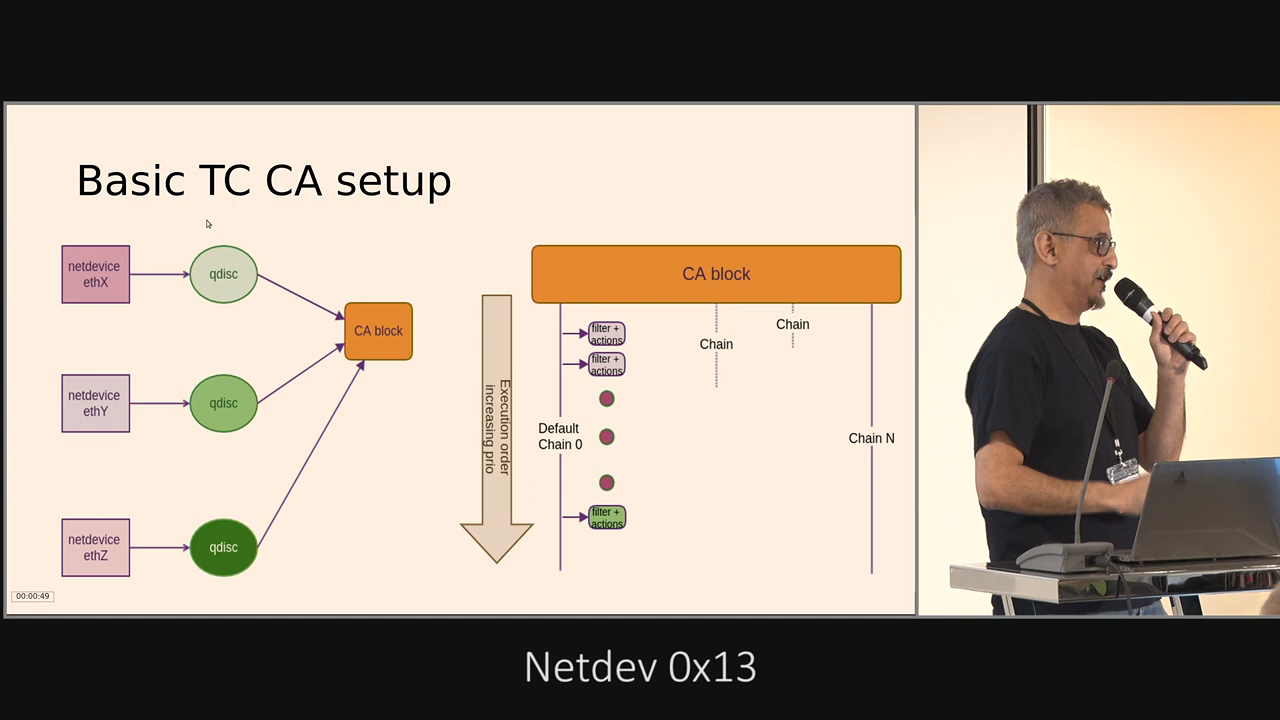 Basic TC CA setup
netdevice
ethX
qdisc
netdevice
ethY
qdisc
netdevice
ethZ
qdisc
CA block
Execution order
increasing prio
CA block
filter +
actions
filter +
actions
Default
Chain 0
filter +
actions
Chain
Chain
Chain N
00:00:49
Netdev 0x13